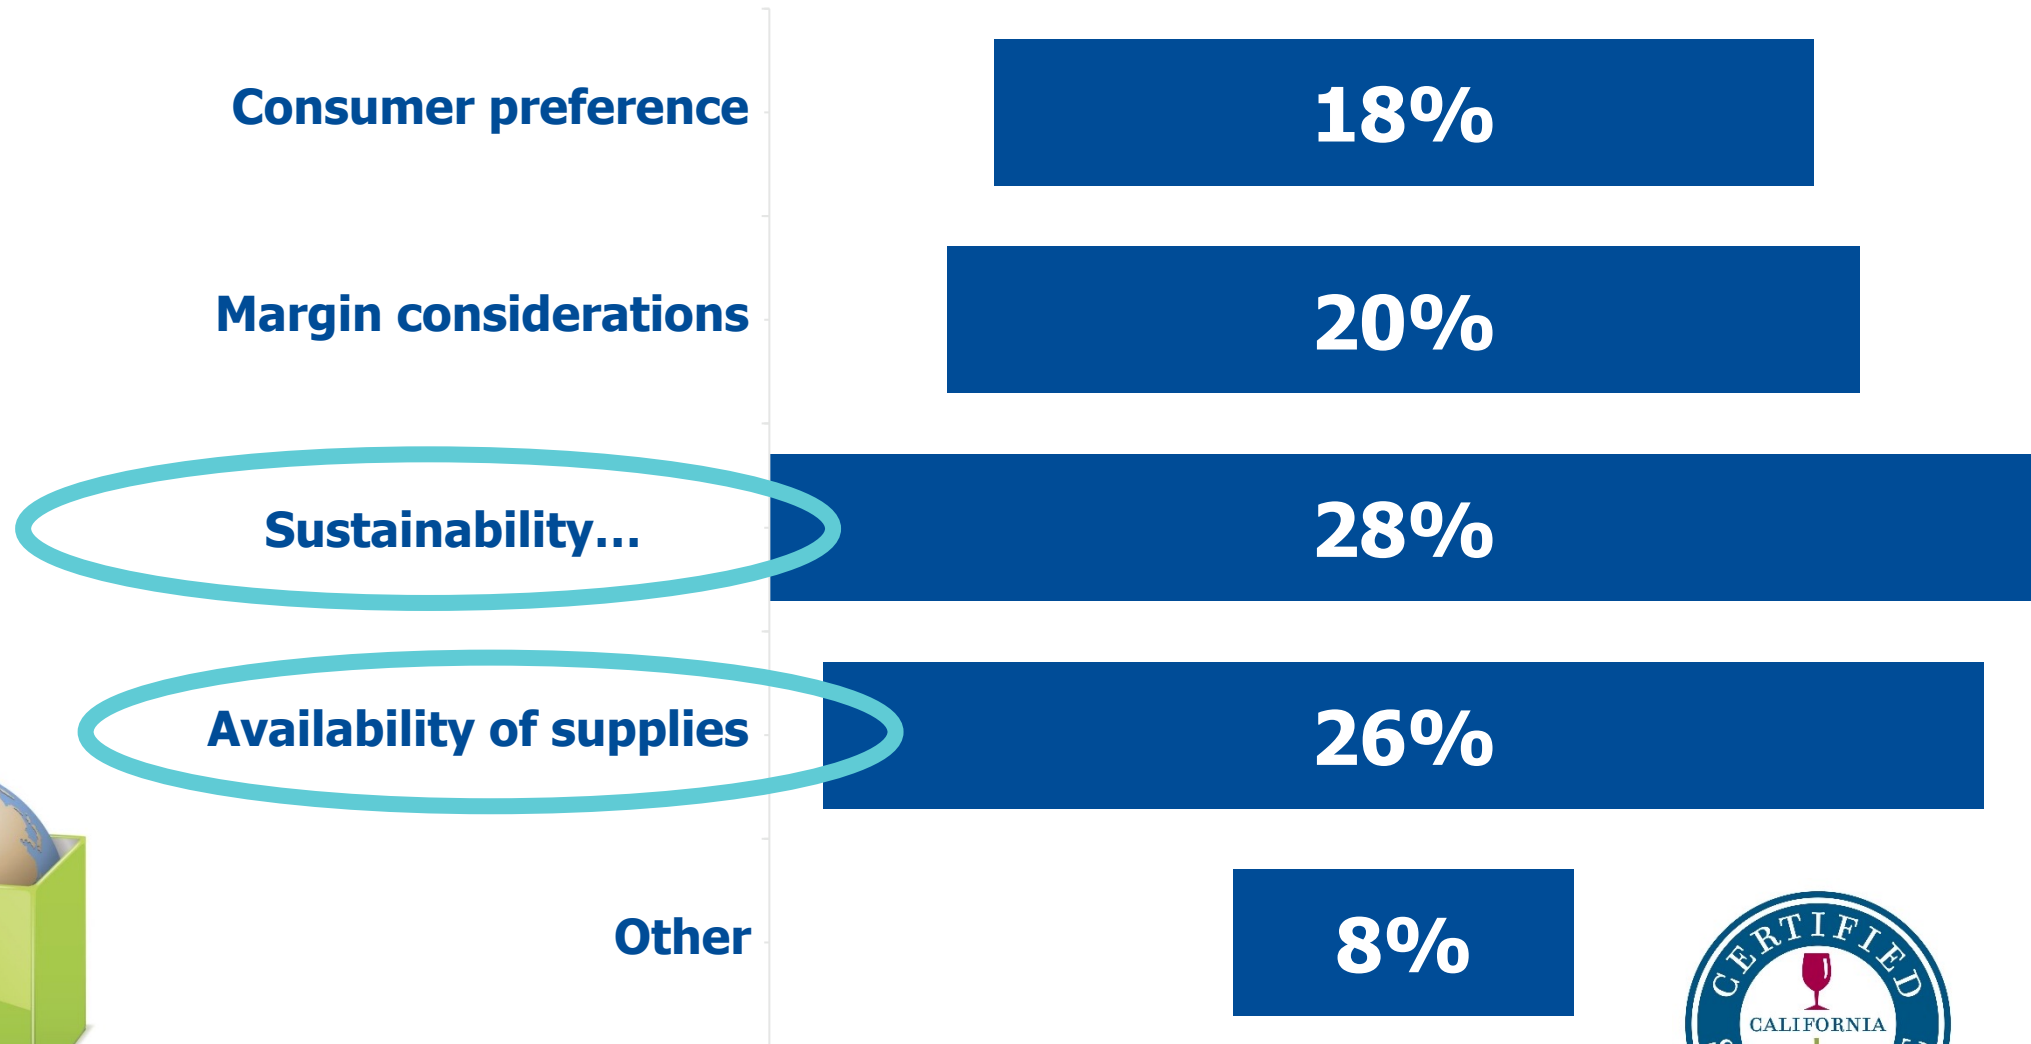 Consumer preference
18%
Margin considerations
20%
Sustainability...
28%
Availability of supplies
26%
Other
8%
CERTIFIED
CALIFORNIA